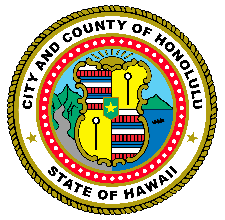 CITY AND COUNTY OF HONOLULU
STATE OF HAWAII